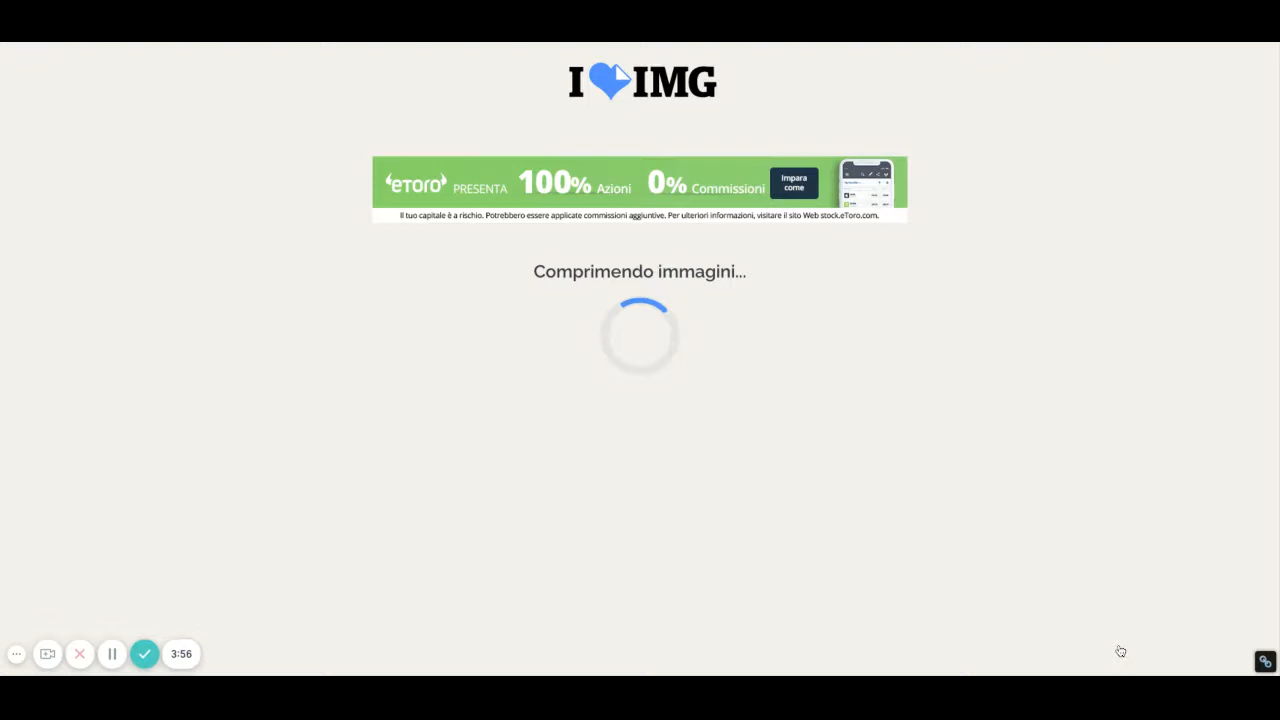 I IMG
eToro PRESENTA 100% Azioni 0% Commissioni Impara come
Il tuo capitale è a rischio. Potrebbero essere applicate commissioni aggiuntive. Per ulteriori informazioni, visitare il sito Web stock.eToro.com.
Comprimendo immagini...
3:56